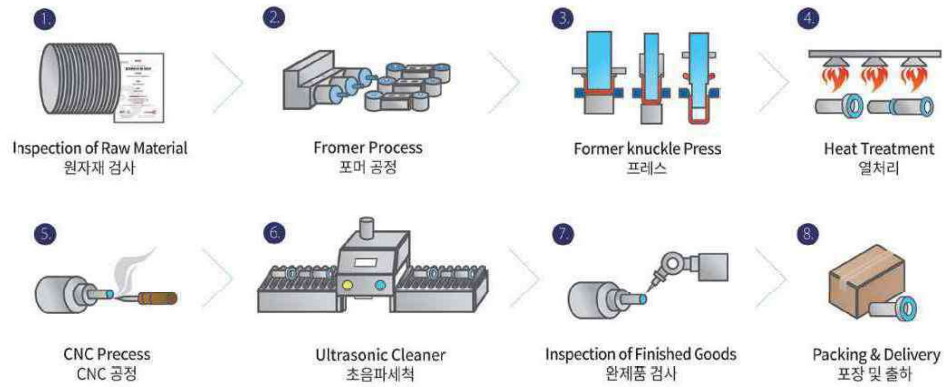 1.
Inspection of Raw Material
원자재 검사
2.
Fromer Process
포머 공정
3.
Former knuckle Press
프레스
4.
Heat Treatment
열처리
5.
CNC Precess
CNC 공정
6.
Ultrasonic Cleaner
초음파세척
7.
Inspection of Finished Goods
완제품 검사
8.
Packing & Delivery
포장 및 출하